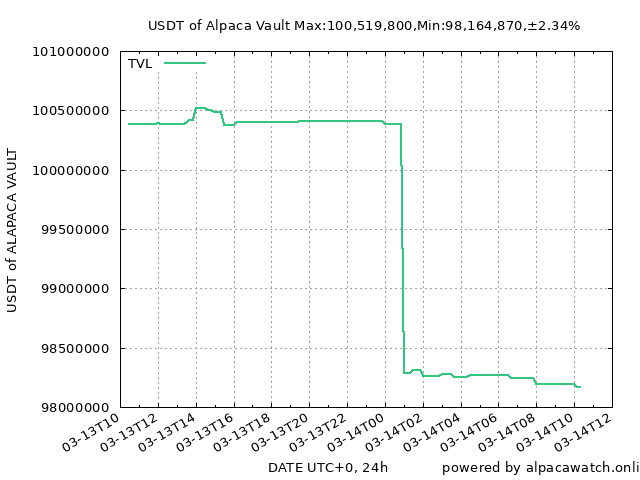 USDT of Alpaca Vault Max:100,519,800,Min:98,164,870,±2.34%
TVL
101000000
100500000
100000000
99500000
99000000
98500000
98000000
USDT of ALAPACA VAULT
03-13T10
03-13T12
03-13T14
03-13T16
03-13T18
03-13T20
03-13T22
03-14T00
03-14T02
03-14T04
03-14T06
03-14T08
03-14T10
03-14T12
DATE UTC+0, 24h
powered by alpacawatch.onli